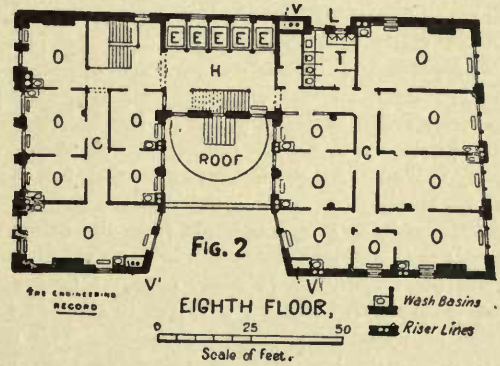 V L
O E E E E E T O
H
O O O O
C ROOF C
O O O O
O FIG. 2 O O O
V' V'
THE ENGINEERING
RECORD
EIGHTH FLOOR,
Wash Basins
Riser Lines
0 25 50
Scale of feet.